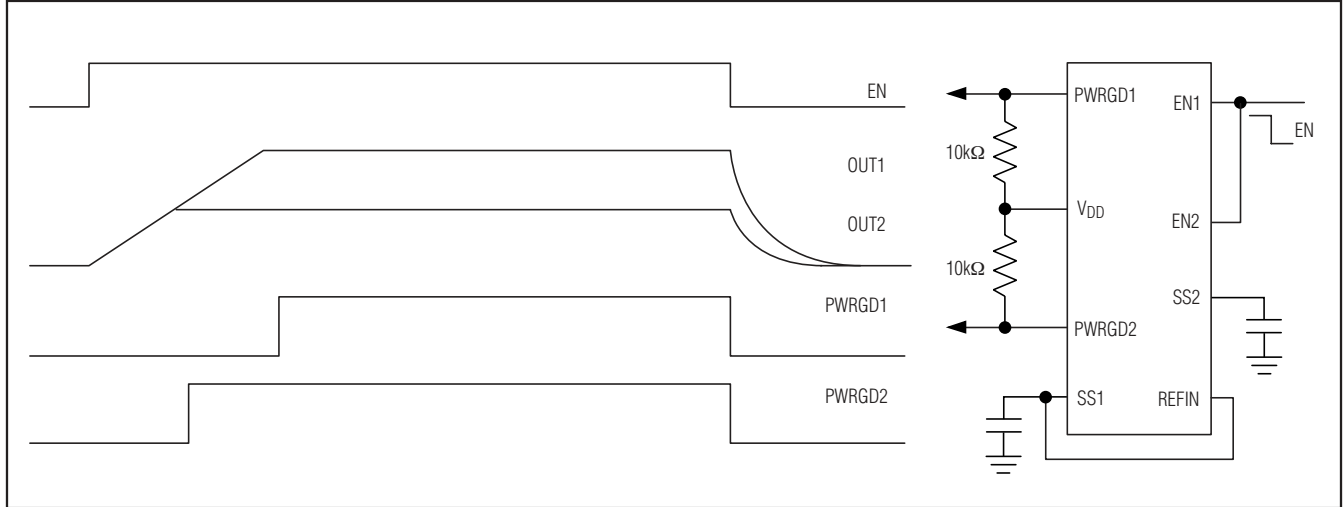 EN
OUT1
OUT2
PWRGD1
PWRGD2
PWRGD1
EN1
EN
10kΩ
VDD
EN2
10kΩ
SS2
PWRGD2
SS1
REFIN